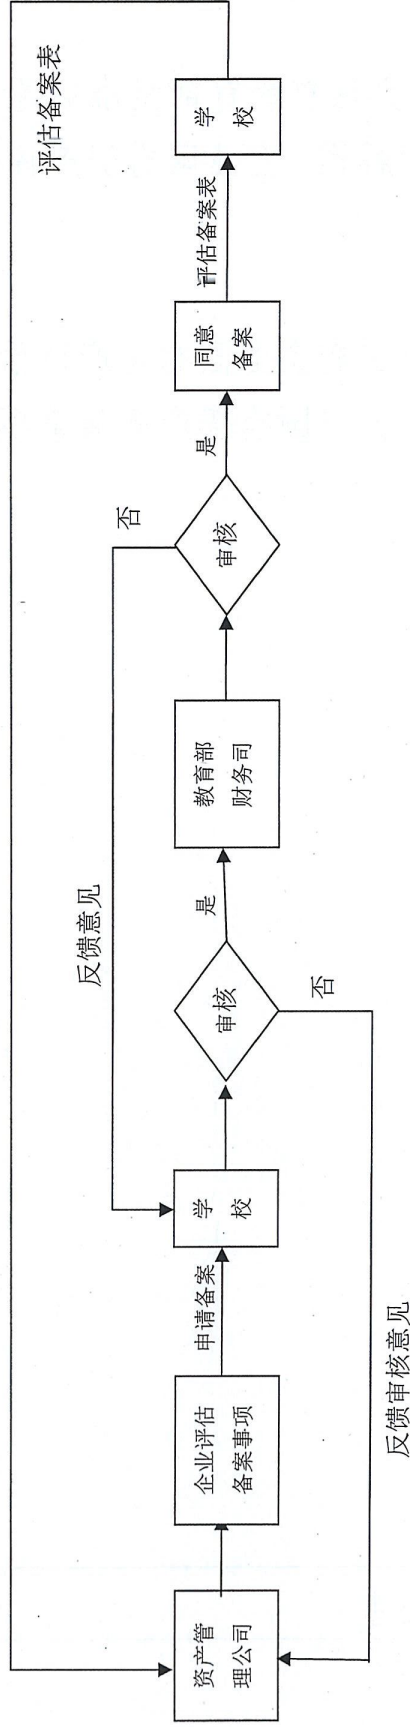 资产管
理公司
企业评估
备案事项
申请备案
学
校
审核
是
否
反馈审核意见
教育部
财务司
审核
是
否
反馈意见
同意
备案
评估备案表
学
校
评估备案表